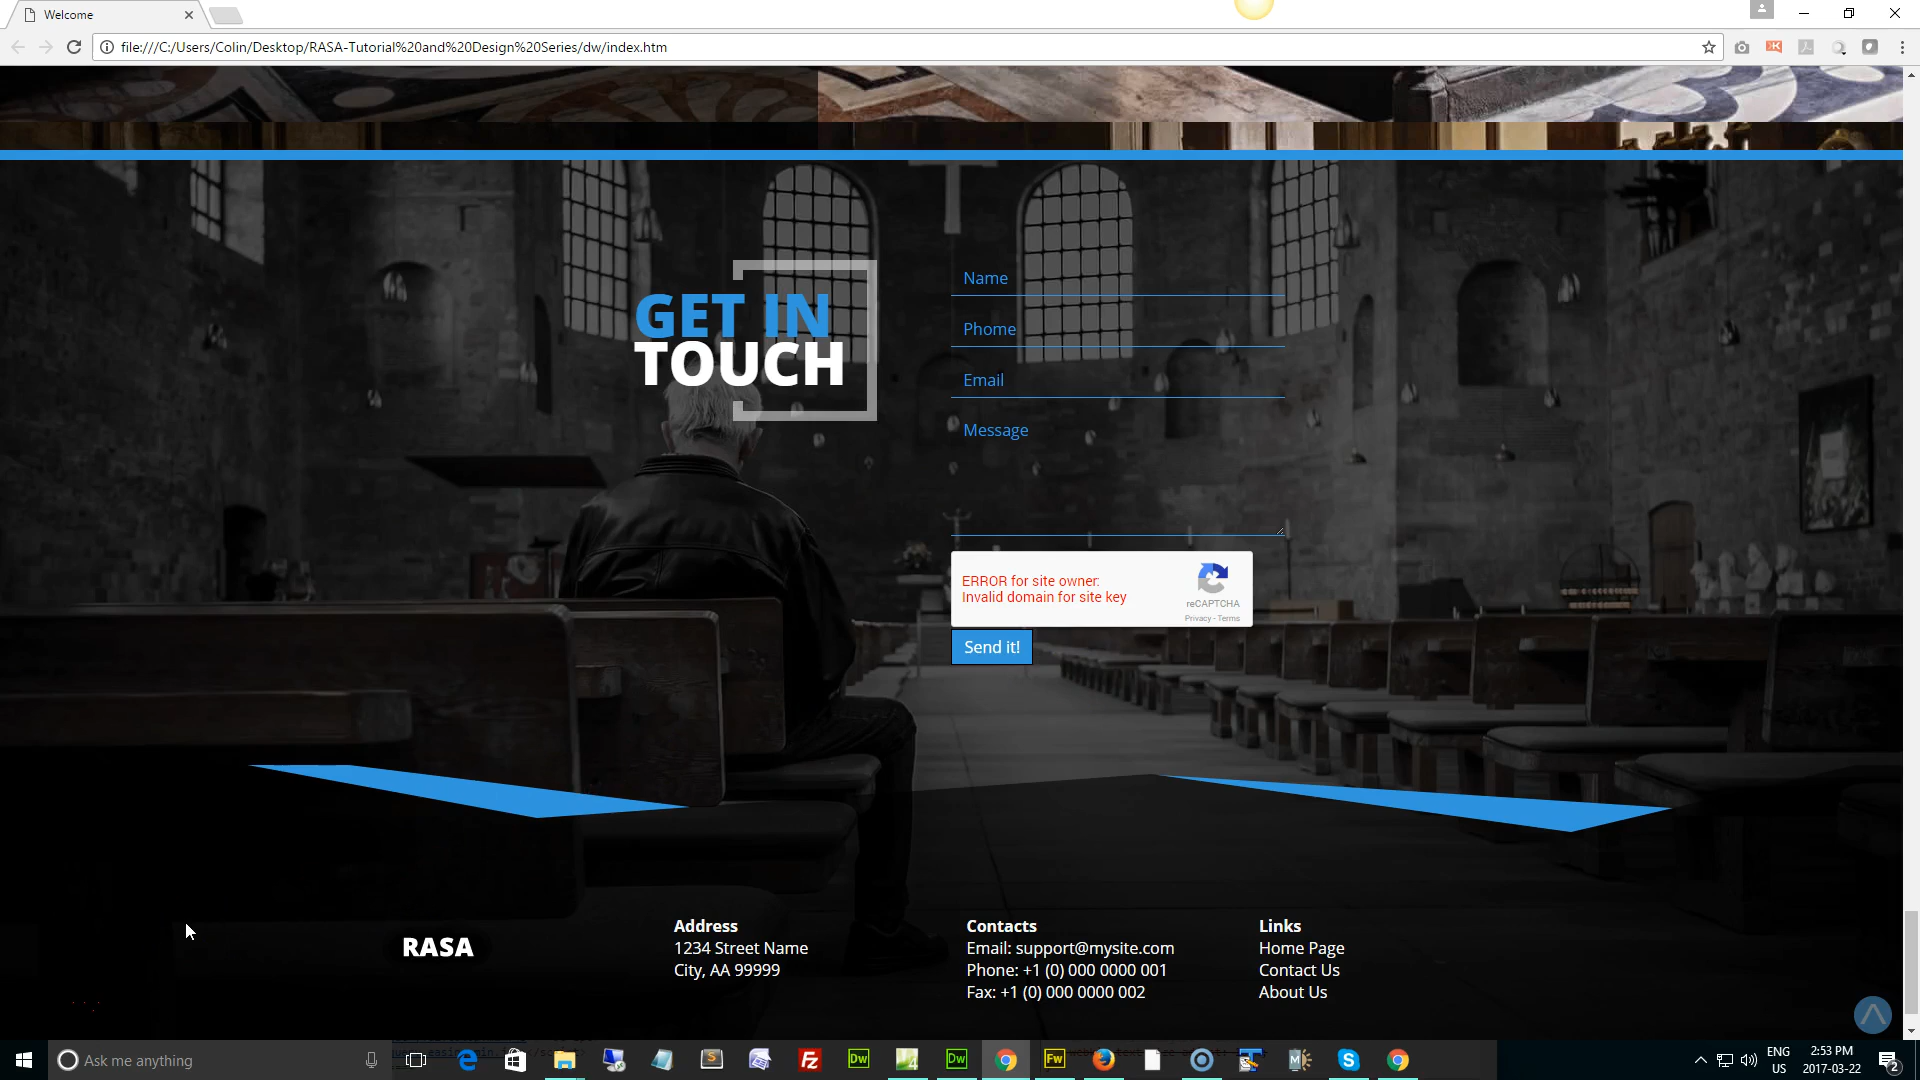 Welcome
file:///C:/Users/Colin/Desktop/RASA-Tutorial%20and%20Design%20Series/dw/index.htm
GET IN
TOUCH
Name
Phome
Email
Message
ERROR for site owner:
Invalid domain for site key
reCAPTCHA
Privacy - Terms
Send it!
RASA
Address
1234 Street Name
City, AA 99999
Contacts
Email: support@mysite.com
Phone: +1 (0) 000 0000 001
Fax: +1 (0) 000 0000 002
Links
Home Page
Contact Us
About Us
Ask me anything
ENG
US
2:53 PM
2017-03-22
2